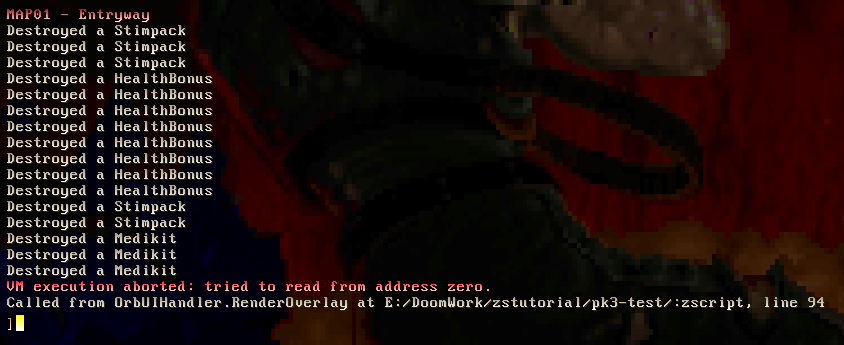 MAP01 - Entryway
Destroyed a Stimpack
Destroyed a Stimpack
Destroyed a Stimpack
Destroyed a HealthBonus
Destroyed a HealthBonus
Destroyed a HealthBonus
Destroyed a HealthBonus
Destroyed a HealthBonus
Destroyed a HealthBonus
Destroyed a HealthBonus
Destroyed a HealthBonus
Destroyed a Stimpack
Destroyed a Stimpack
Destroyed a Medikit
Destroyed a Medikit
Destroyed a Medikit
VM execution aborted: tried to read from address zero.
Called from OrbUIHandler.RenderOverlay at E:/DoomWork/zstutorial/pk3-test/:zscript, line 94
]